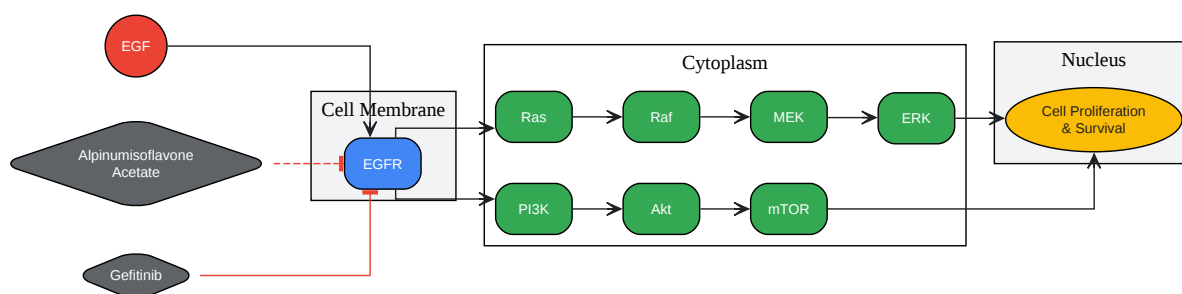 EGF
Alpinumisoflavone
Acetate
Gefitinib
Cell Membrane
EGFR
Cytoplasm
Ras
Raf
MEK
ERK
PI3K
Akt
mTOR
Nucleus
Cell Proliferation
& Survival